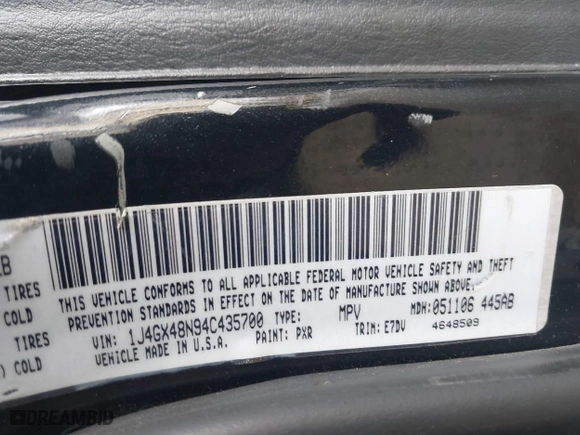 LB
TIRES
COLD
TIRES
) COLD
THIS VEHICLE CONFORMS TO ALL APPLICABLE FEDERAL MOTOR VEHICLE SAFETY AND THEFT
PREVENTION STANDARDS IN EFFECT ON THE DATE OF MANUFACTURE SHOWN ABOVE.
VIN: 1J4GX48N94C435700 TYPE: MPV MDH: 051106 445AB
VEHICLE MADE IN U.S.A. PAINT: PXR TRIM: E7DV 4648509
DREAMBID